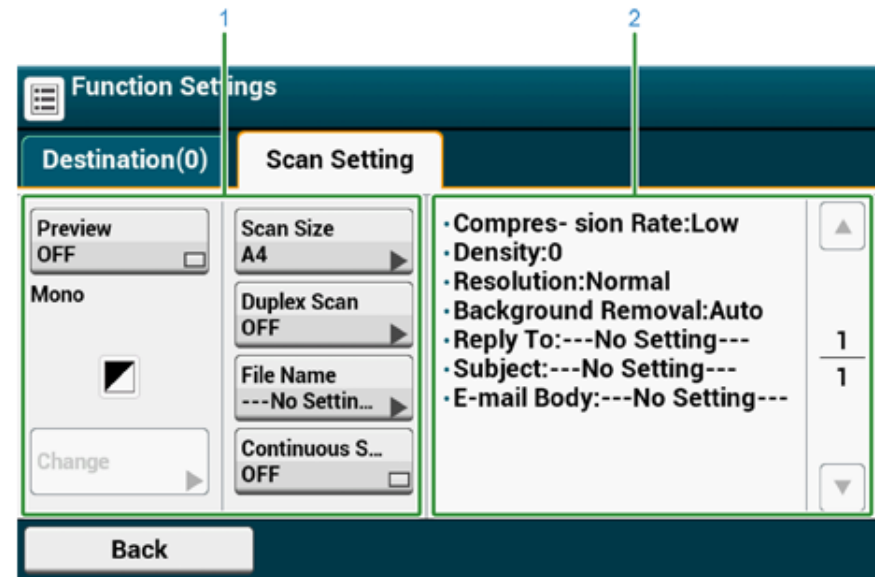 1
2
Function Settings
Destination(0)
Scan Setting
Preview
OFF
Mono
Change
Scan Size
A4
Duplex Scan
OFF
File Name
---No Settin...
Continuous S...
OFF
·Compres- sion Rate:Low
·Density:0
·Resolution:Normal
·Background Removal:Auto
·Reply To:---No Setting---
·Subject:---No Setting---
·E-mail Body:---No Setting---
1
1
Back